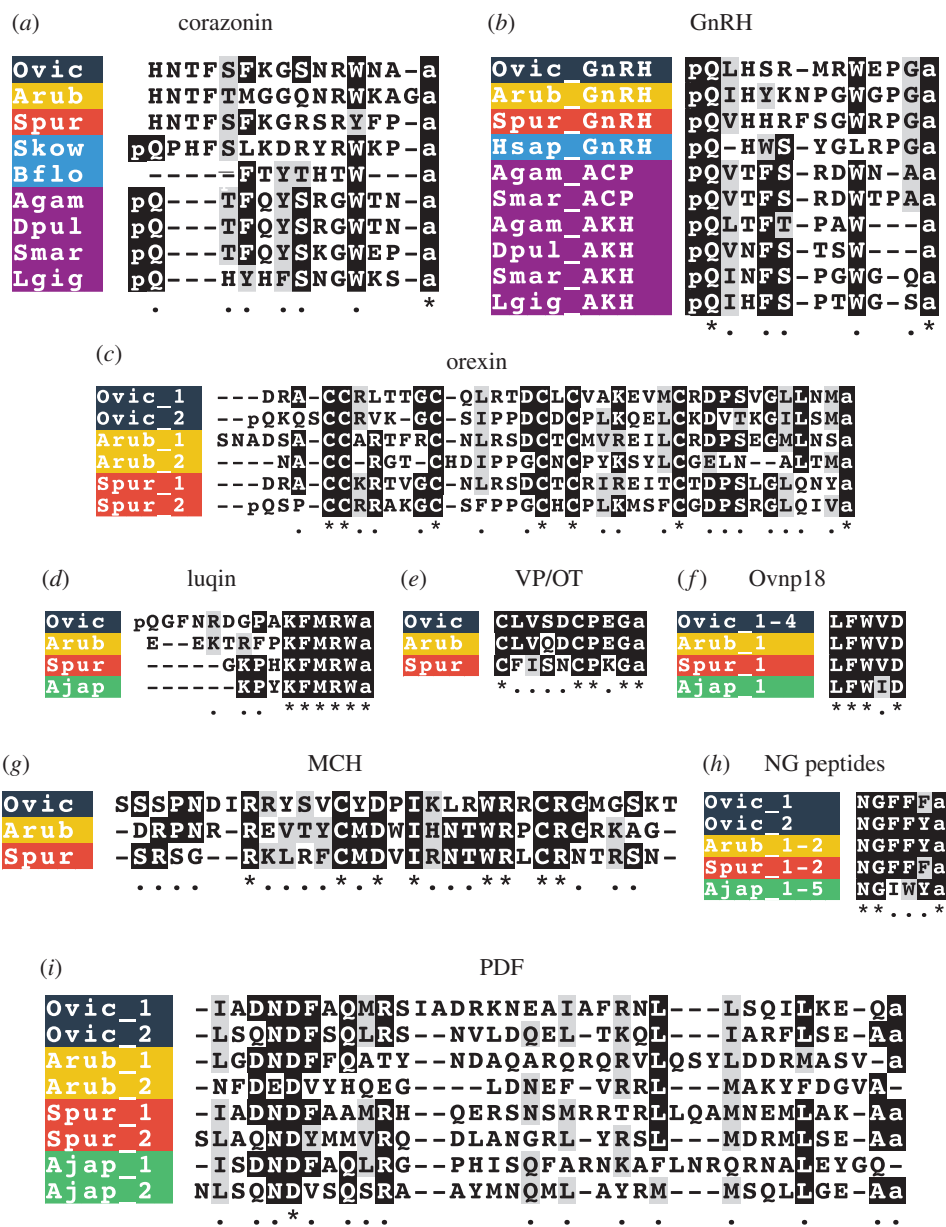 (a) corazonin
Ovic HNTFSFKGSNRWNA-a
Arub HNTFTMGGQNRWKAGa
Spur HNTFSFKGRSRYFP-a
Skow pQPHFSLKDRYRWKP-a
Bflo ----–FTYTHTW---a
Agam pQ---TFQYSRGWTN-a
Dpul pQ---TFQYSRGWTN-a
Smar pQ---TFQYSKGWEP-a
Lgig pQ---HYHFSNGWKS-a
. . . . . . *
(b) GnRH
Ovic_GnRH pQLHSR-MRWEPGa
Arub_GnRH pQIHYKNPGWGPGa
Spur_GnRH pQVHHRFSGWRPGa
Hsap_GnRH pQ-HWS-YGLRPGa
Agam_ACP pQVTFS-RDWN-Aa
Smar_ACP pQVTFS-RDWTPAa
Agam_AKH pQLTFT-PAW---a
Dpul_AKH pQVNFS-TSW---a
Smar_AKH pQINFS-PGWG-Qa
Lgig_AKH pQIHFS-PTWG-Sa
* . . . . . *
(c) orexin
Ovic_1 ---DRA-CCRLTTGC-QLRTDCLCVAKEVMCRDPSVGLLNMa
Ovic_2 --pQKQSCCRVK-GC-SIPPDCDCPLKQELCKDVTKGILSMa
Arub_1 SNADSA-CCARTFRC-NLRSDCTCMVREILCRDPSEGMLNSa
Arub_2 ----NA-CC-RGT-CHDIPPGCNCPYKSYLCGELN--ALTMa
Spur_1 ---DRA-CCKRTVGC-NLRSDCTCRIREITCTDPSLGLQNYa
Spur_2 --pQSP-CCRRAKGC-SFPPGCHCPLKMSFCGDPSRGLQIVa
. ** . . * . . * * . . * . . . . . . *
(d) luqin
Ovic pQGFNRDGPAKFMRWa
Arub E--EKTRFPKFMRWa
Spur -----GKPHKFMRWa
Ajap ------KPYKFMRWa
. . . * * * * * *
(e) VP/OT
Ovic CLVSDCPEGa
Arub CLVQDCPEGa
Spur CFISNCPKGa
* . . . . * * . * *
(f) Ovnp18
Ovic_1-4 LFWVD
Arub_1 LFWVD
Spur_1 LFWVD
Ajap_1 LFWID
* * * . *
(g) MCH
Ovic SSSPNDIRRYSVCYDPIKLRWRRCRGMGSKT
Arub -DRPNR-REVTYCMDWIHNTWRPCRGRKAG-
Spur -SRSG--RKLRFCMDVIRNTWRLCRNTRSN-
. . . . * . . . * * * . * * * * . . .
(h) NG peptides
Ovic_1 NGFFFa
Ovic_2 NGFFYa
Arub_1-2 NGFFYa
Spur_1-2 NGFFFa
Ajap_1-5 NGIWYa
* * . . . *
(i) PDF
Ovic_1 -IADNDFAQMRSIADRKNEAIAFRNL---LSQILKE-Qa
Ovic_2 -LSQNDFSQLRS--NVLDQEL-TKQL---IARFLSE-Aa
Arub_1 -LGDNDFFQATY--NDAQARQRQRVLQSYLDDRMASV-a
Arub_2 -NFDEDVYHQEG----LDNEF-VRRL---MAKYFDGVA-
Spur_1 -IADNDFAAMRH--QERSNSMRRTRLLQAMNEMLAK-Aa
Spur_2 SLAQNDYMMVRQ--DLANGRL-YRSL---MDRMLSE-Aa
Ajap_1 -ISDNDFAQLRG--PHISQFARNKAFLNRQRNALEYGQ-
Ajap_2 NLSQNDVSQSRA--AYMNQML-AYRM---MSQLLGE-Aa
. . . . * . . . . . . . . . . . .